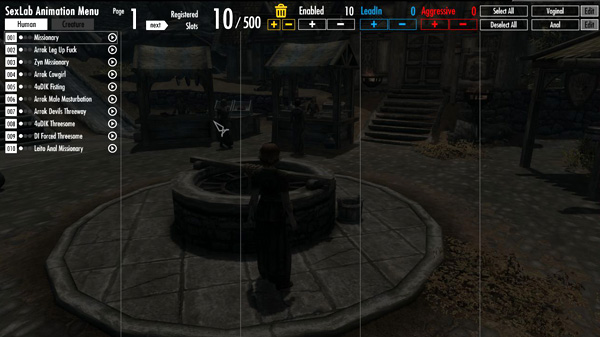 SexLab Animation Menu
Human
Creature
Page
1
next
Registered
Slots
10 / 500
Enabled 10
LeadIn 0
Aggressive 0
Select All
Vaginal
Edit
Deselect All
Anal
Edit
001 Missionary
002 Arrok Leg Up Fuck
003 Zyn Missionary
004 Arrok Cowgirl
005 4uDIK Fisting
006 Arrok Male Masturbation
007 Arrok Devils Threeway
008 4uDIK Threesome
009 DI Forced Threesome
010 Leito Anal Missionary